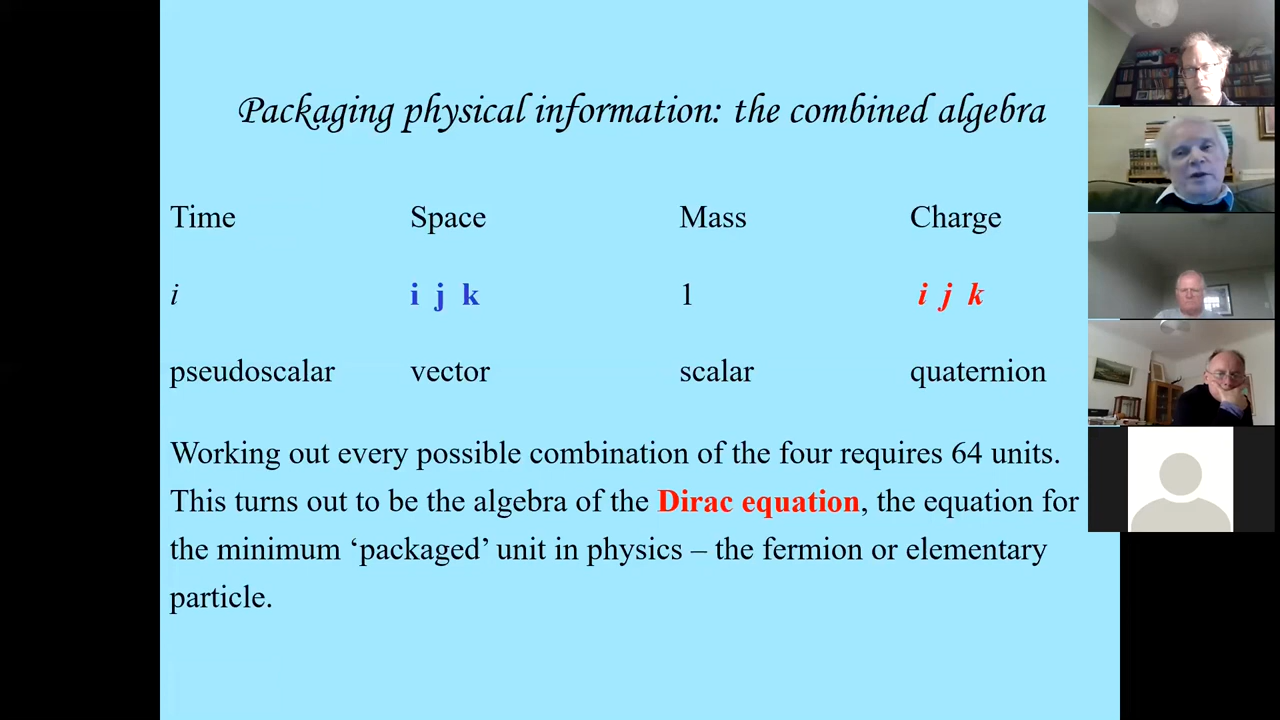 Packaging physical information: the combined algebra
Time Space Mass Charge
i i j k 1 i j k
pseudoscalar vector scalar quaternion
Working out every possible combination of the four requires 64 units.
This turns out to be the algebra of the Dirac equation, the equation for
the minimum ‘packaged’ unit in physics – the fermion or elementary
particle.